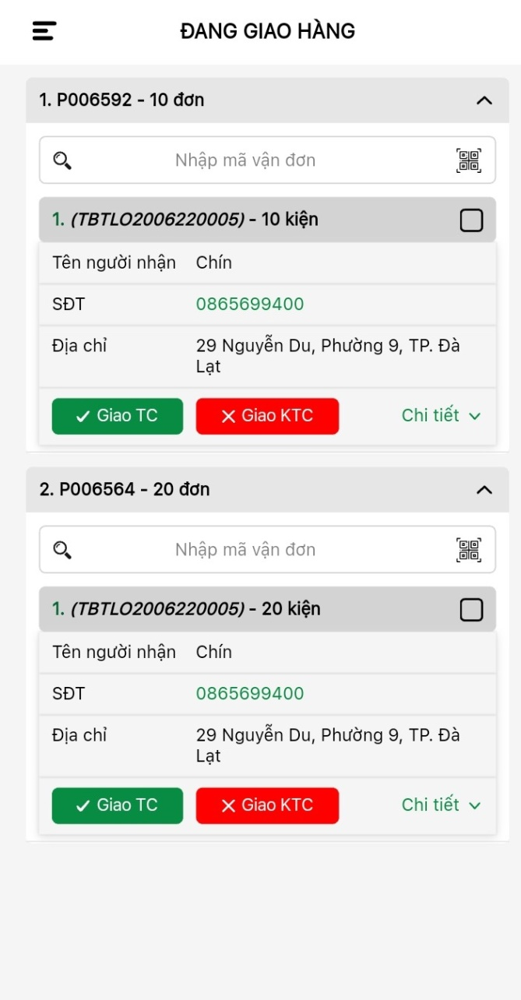 ĐANG GIAO HÀNG
1. P006592 - 10 đơn
Nhập mã vận đơn
1. (TBTLO2006220005) - 10 kiện
Tên người nhận Chín
SĐT 0865699400
Địa chỉ 29 Nguyễn Du, Phường 9, TP. Đà
Lạt
Giao TC Giao KTC Chi tiết
2. P006564 - 20 đơn
Nhập mã vận đơn
1. (TBTLO2006220005) - 20 kiện
Tên người nhận Chín
SĐT 0865699400
Địa chỉ 29 Nguyễn Du, Phường 9, TP. Đà
Lạt
Giao TC Giao KTC Chi tiết